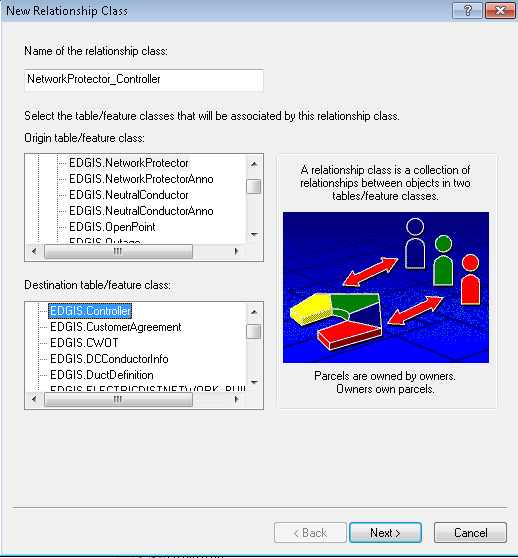 New Relationship Class
Name of the relationship class:
NetworkProtector_Controller
Select the table/feature classes that will be associated by this relationship class.
Origin table/feature class:
EDGIS.NetworkProtector
EDGIS.NetworkProtectorAnno
EDGIS.NeutralConductor
EDGIS.NeutralConductorAnno
EDGIS.OpenPoint
EDGIS.Outage
A relationship class is a collection of
relationships between objects in two
tables/feature classes.
Destination table/feature class:
EDGIS.Controller
EDGIS.CustomerAgreement
EDGIS.CWOT
EDGIS.DCConductorInfo
EDGIS.DuctDefinition
EDGIS.ELECTRICDISTNETWORK_BUI
Parcels are owned by owners.
Owners own parcels.
< Back
Next >
Cancel